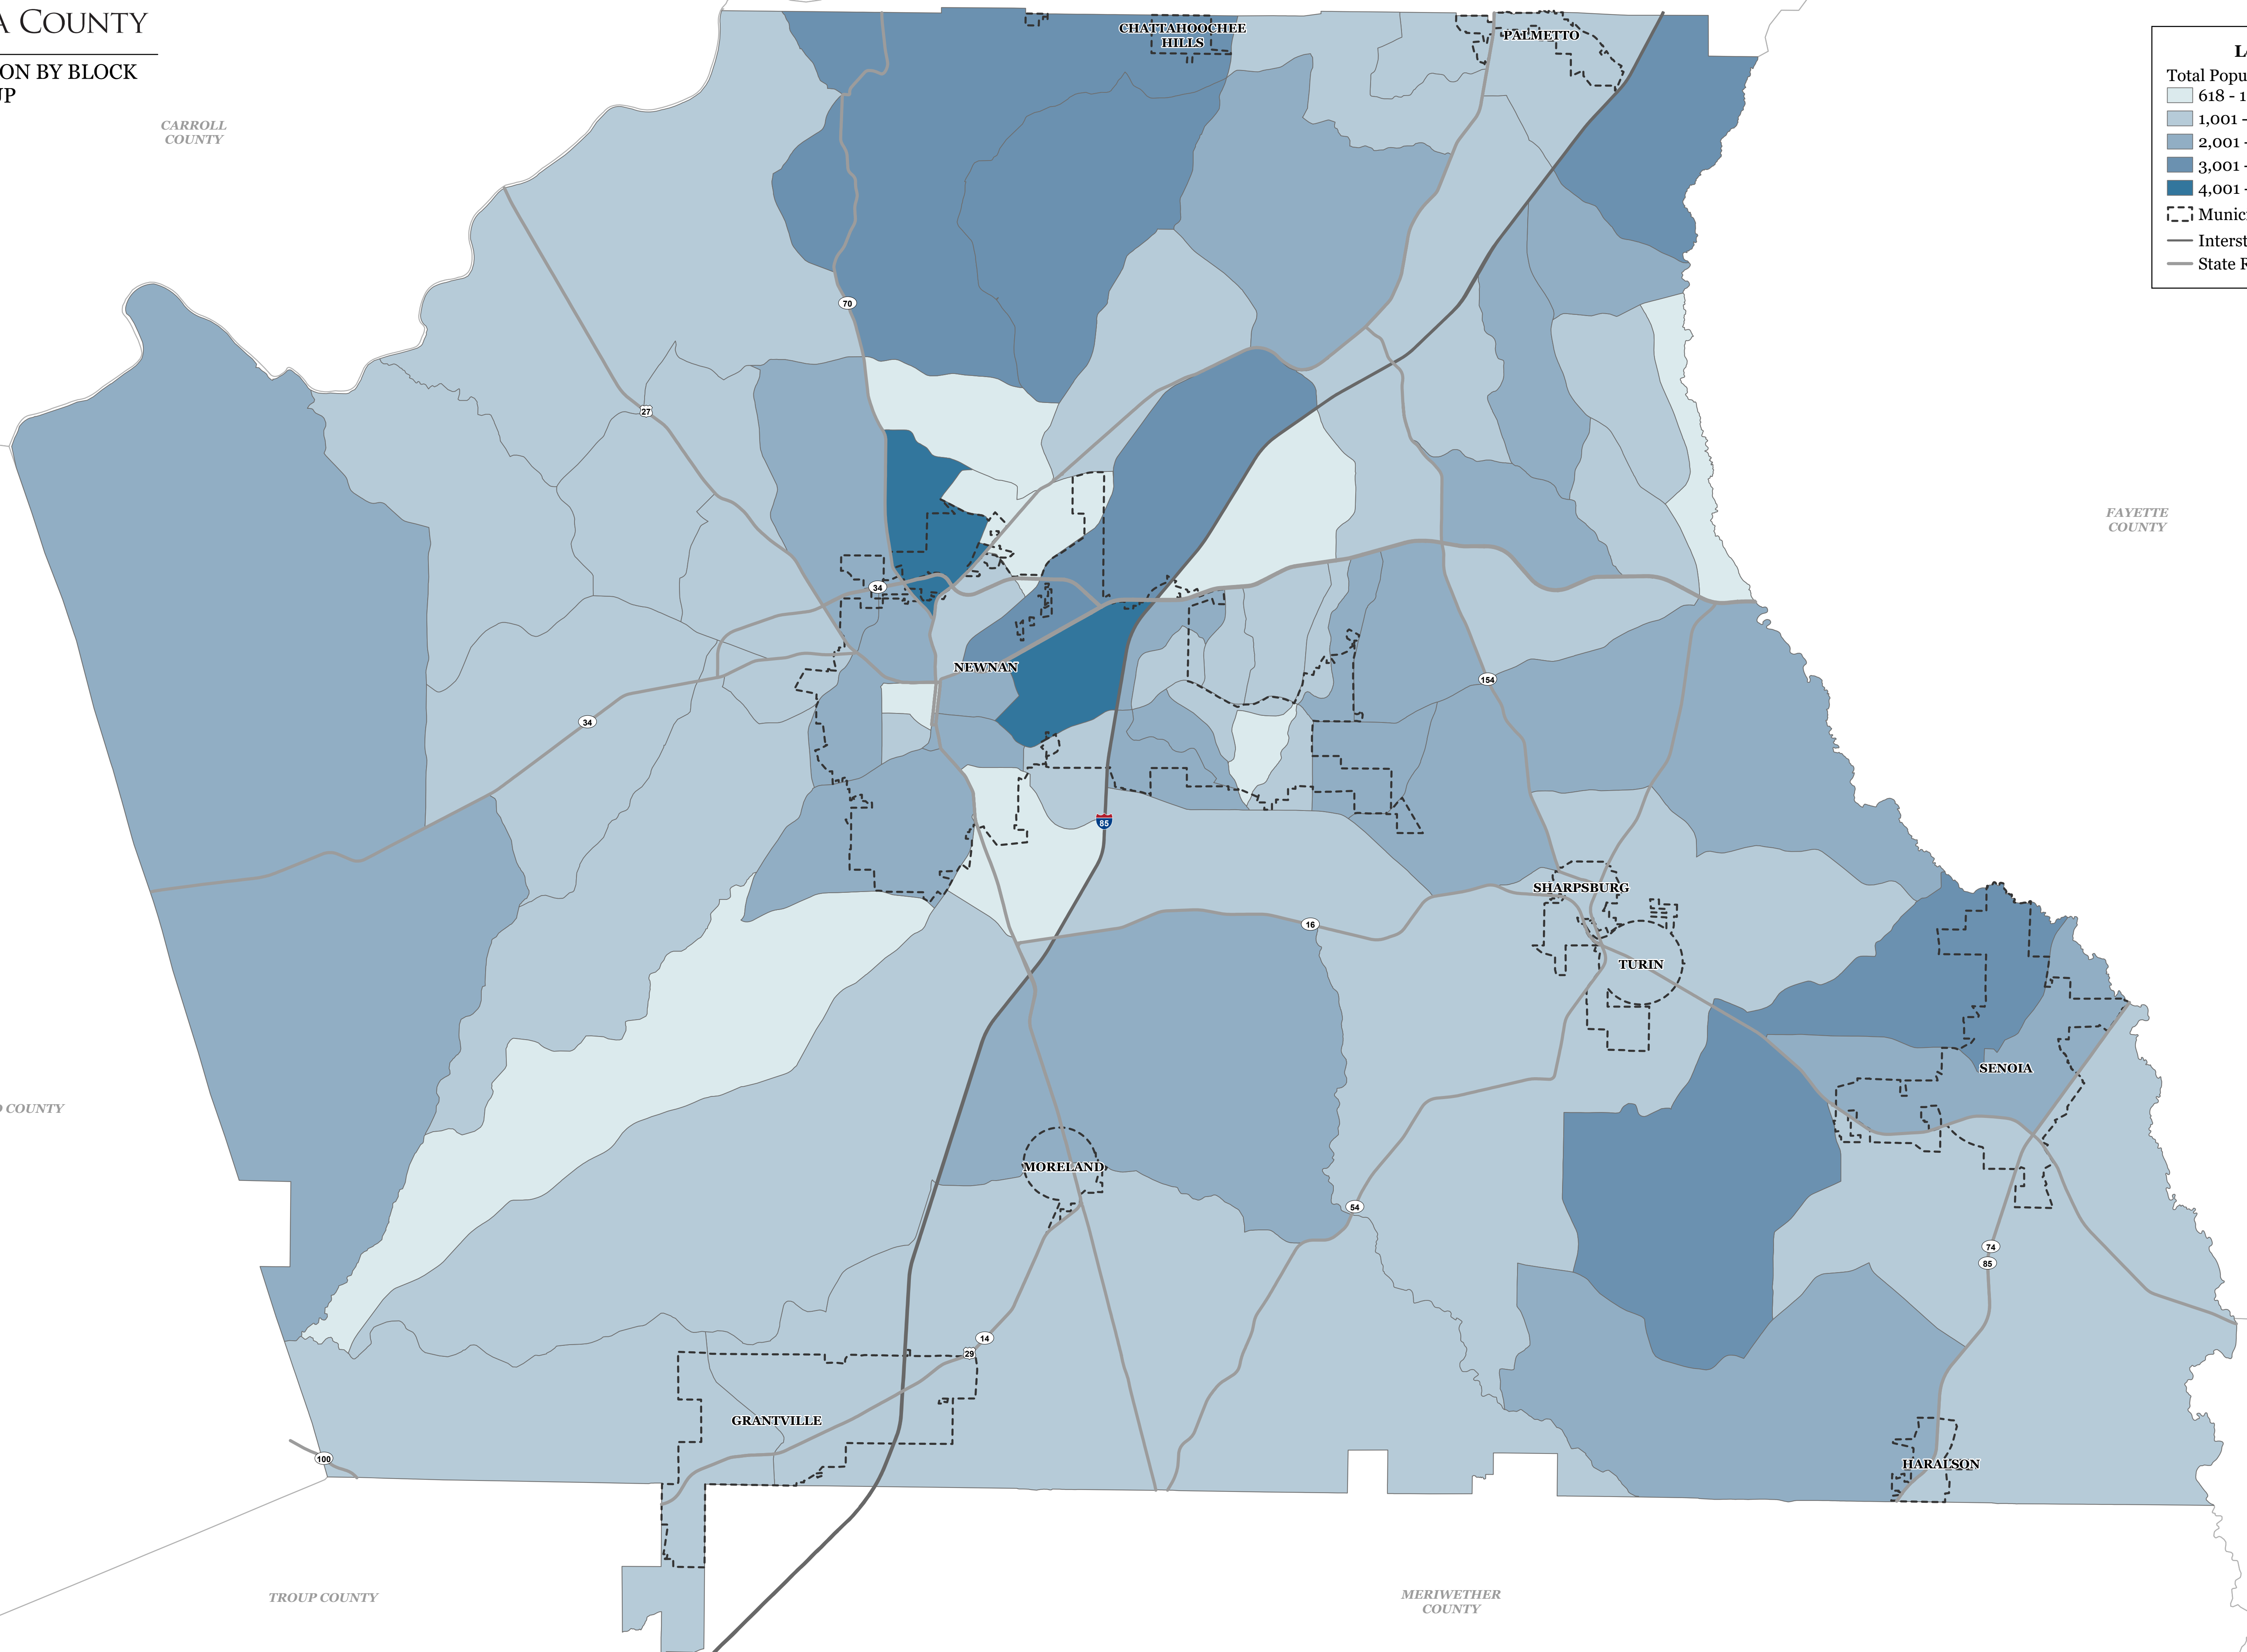 A COUNTY
ON BY BLOCK
UP
CARROLL
COUNTY
CHATTAHOOCHEE
HILLS
PALMETTO
L
Total Popu
618 - 1
1,001 -
2,001 -
3,001 -
4,001 -
Munic
Interst
State R
70
27
FAYETTE
COUNTY
34
NEWNAN
154
34
85
SHARPSBURG
16
TURIN
SENOIA
COUNTY
MORELAND
54
74
85
14
29
GRANTVILLE
100
HARALSON
TROUP COUNTY
MERIWETHER
COUNTY